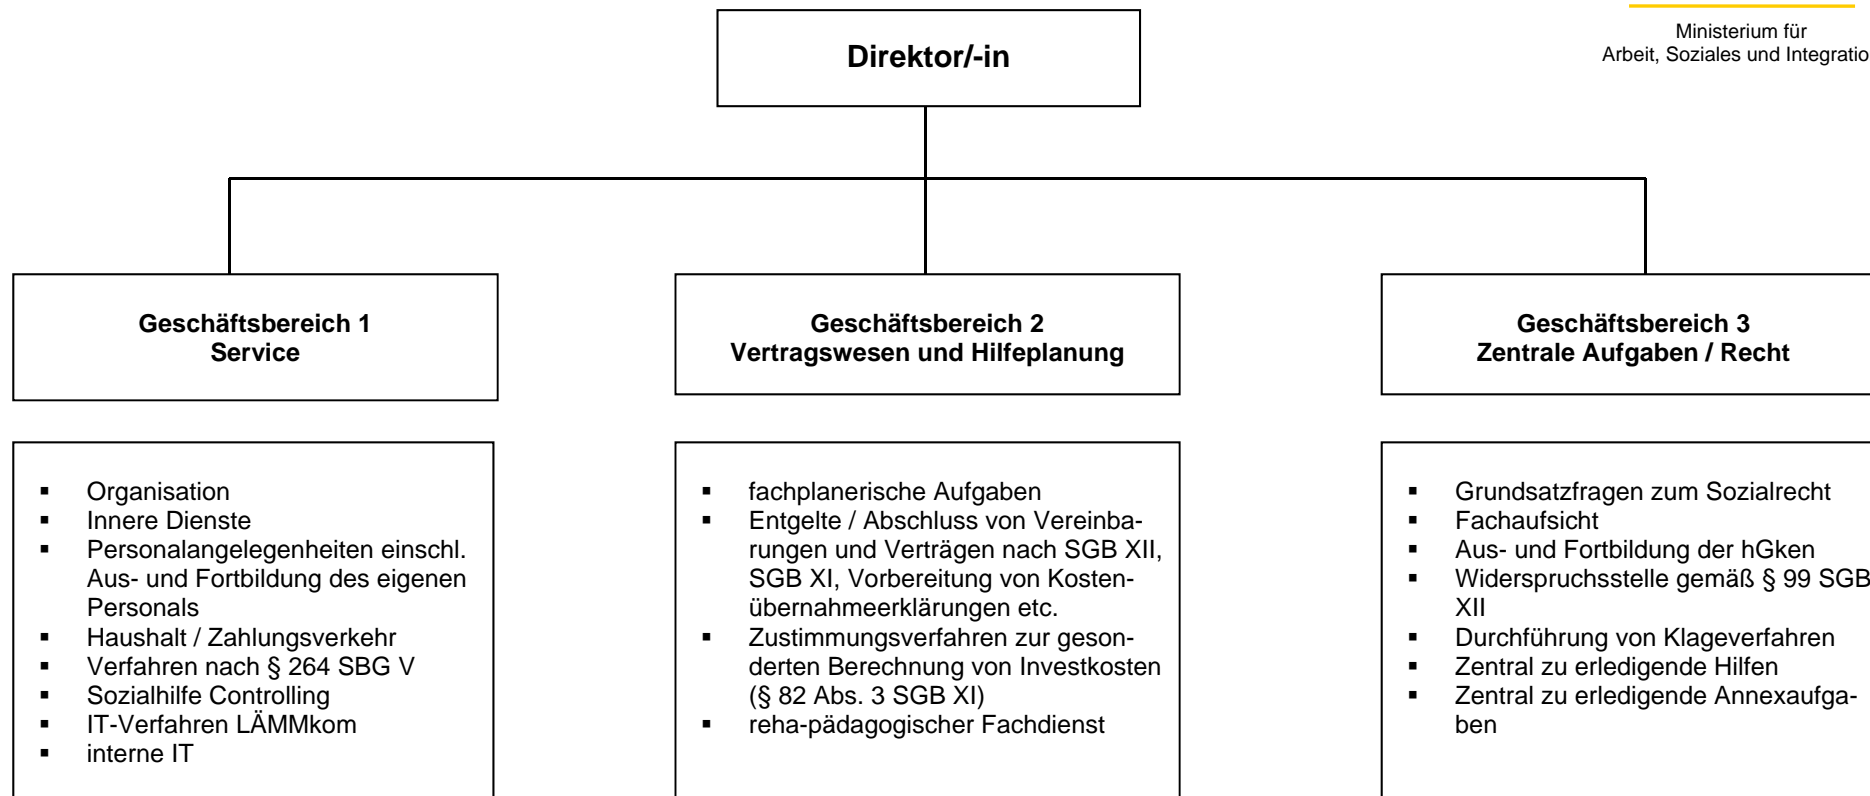 Ministerium für
Arbeit, Soziales und Integratio
Direktor/-in
Geschäftsbereich 1
Service
Geschäftsbereich 2
Vertragswesen und Hilfeplanung
Geschäftsbereich 3
Zentrale Aufgaben / Recht
▪ Organisation
▪ Innere Dienste
▪ Personalangelegenheiten einschl.
Aus- und Fortbildung des eigenen
Personals
▪ Haushalt / Zahlungsverkehr
▪ Verfahren nach § 264 SBG V
▪ Sozialhilfe Controlling
▪ IT-Verfahren LÄMMkom
▪ interne IT
▪ fachplanerische Aufgaben
▪ Entgelte / Abschluss von Vereinba-
rungen und Verträgen nach SGB XII,
SGB XI, Vorbereitung von Kosten-
übernahmeerklärungen etc.
▪ Zustimmungsverfahren zur geson-
derten Berechnung von Investkosten
(§ 82 Abs. 3 SGB XI)
▪ reha-pädagogischer Fachdienst
▪ Grundsatzfragen zum Sozialrecht
▪ Fachaufsicht
▪ Aus- und Fortbildung der hGken
▪ Widerspruchsstelle gemäß § 99 SGB
XII
▪ Durchführung von Klageverfahren
▪ Zentral zu erledigende Hilfen
▪ Zentral zu erledigende Annexaufga-
ben